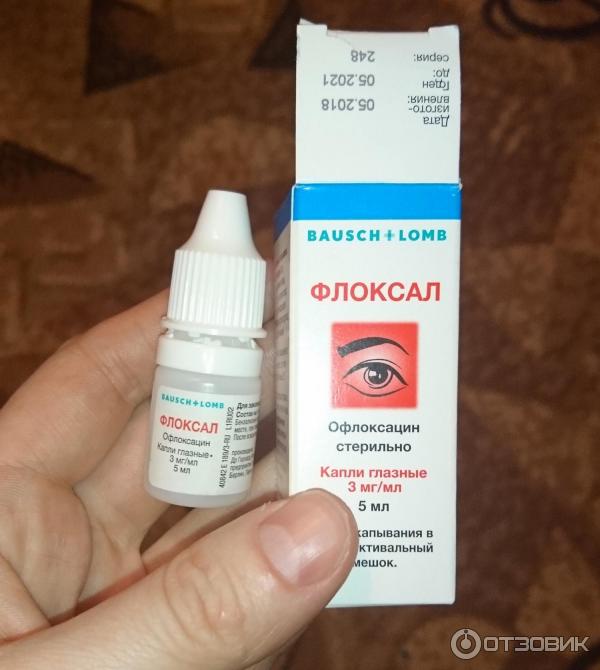 Дата
изгото-
вления:
05.2018
Годен
до:
05.2021
серия:
248
BAUSCH + LOMB
ФЛОКСАЛ
Офлоксацин
стерильно
Капли глазные
3 мг/мл
5 мл
капывания в
ктивальный
мешок.
BAUSCH + LOMB
ФЛОКСАЛ
Офлоксацин
Капли глазные
3 мг/мл
5 мл
ОТЗОВИК